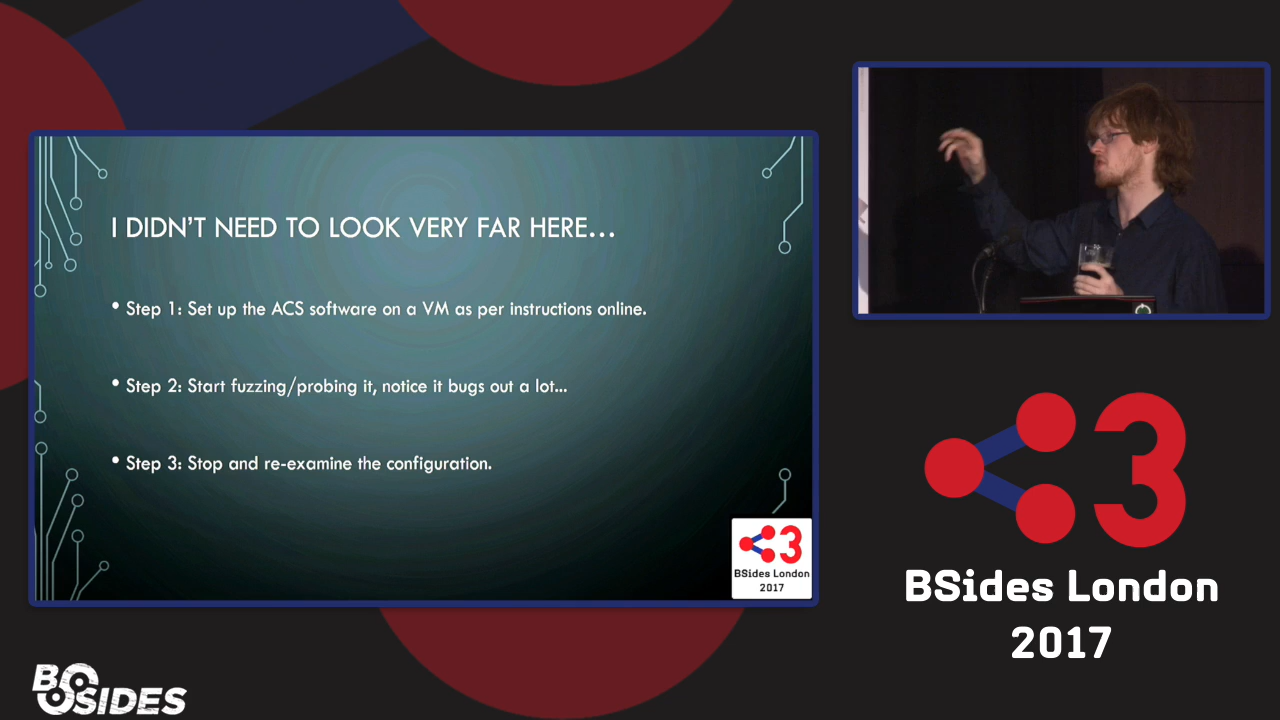 I DIDN'T NEED TO LOOK VERY FAR HERE...
• Step 1: Set up the ACS software on a VM as per instructions online.
• Step 2: Start fuzzing/probing it, notice it bugs out a lot...
• Step 3: Stop and re-examine the configuration.
3
BSides London
2017
3
BSides London
2017
BSIDES